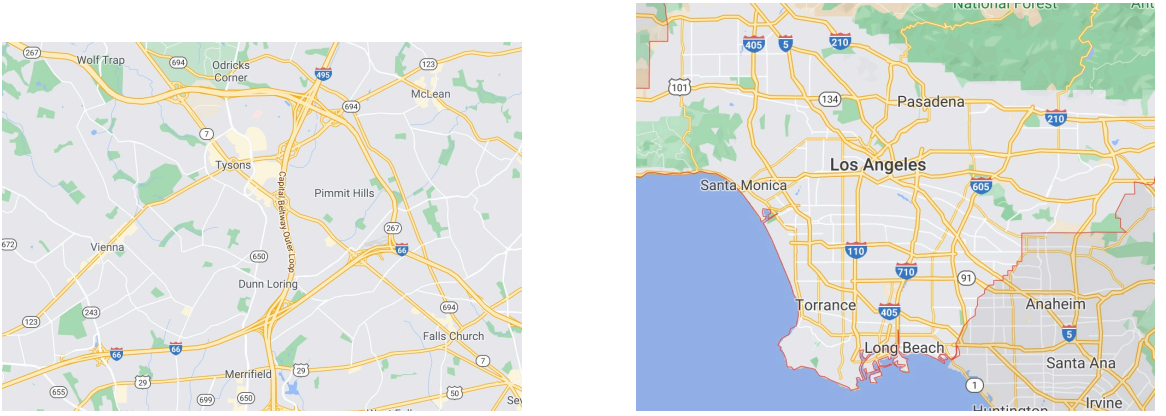 267
Wolf Trap
694
Odricks
Corner
495
123
McLean
694
7
Tysons
Capital Beltway Outer Loop
Pimmit Hills
672
Vienna
267
66
650
Dunn Loring
123
243
694
66
66
Falls Church
7
Merrifield
29
29
655
699
650
50
National Forest
405
5
210
101
134
Pasadena
210
Los Angeles
Santa Monica
605
110
710
91
Torrance
405
Anaheim
5
Long Beach
Santa Ana
1
Irvine
Huntington